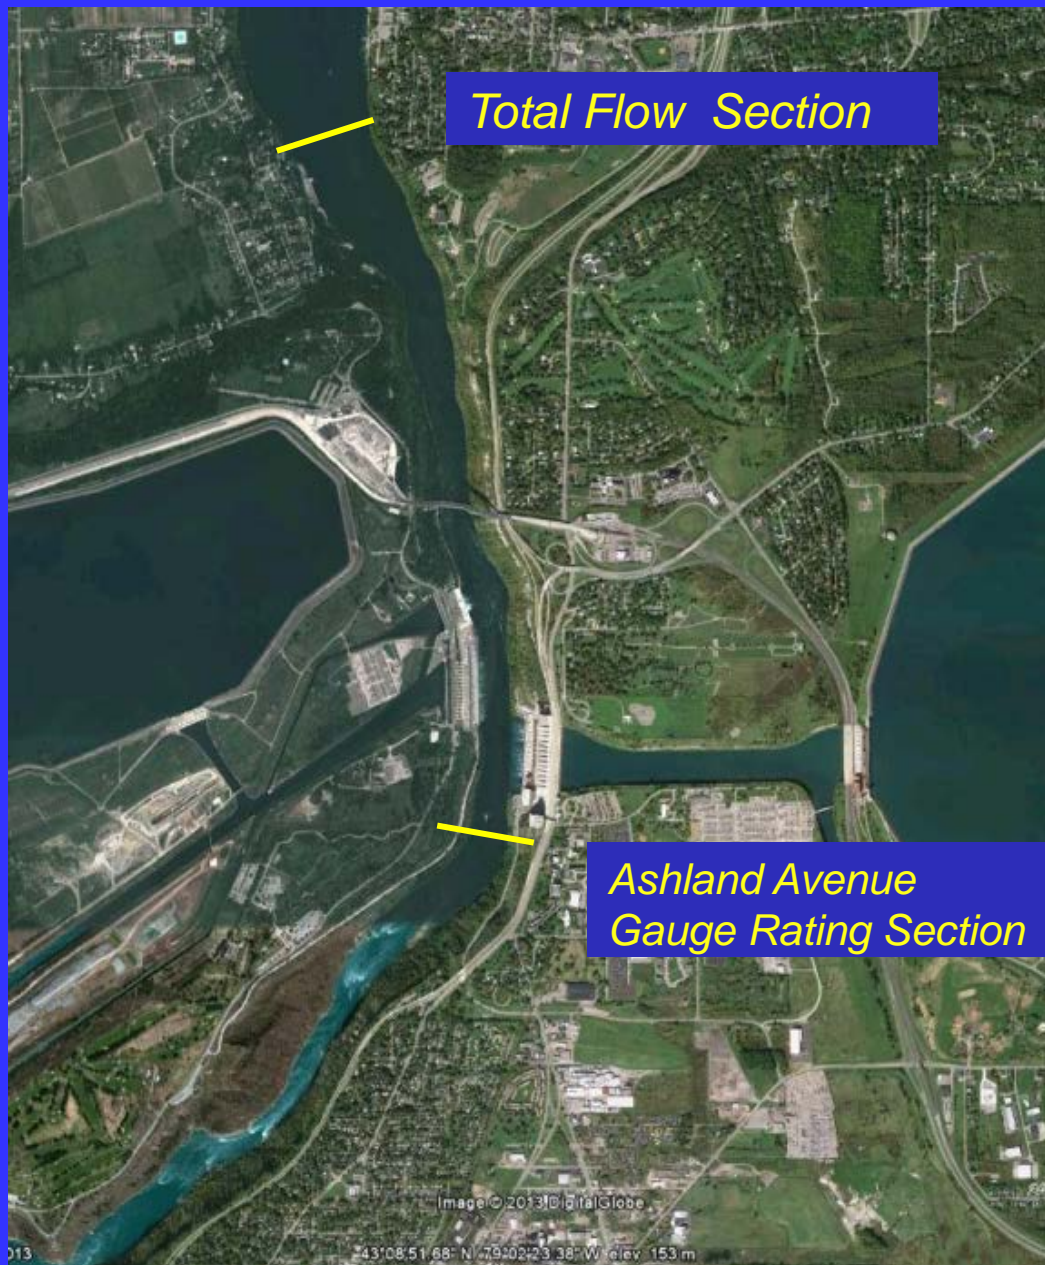 Total Flow Section
Ashland Avenue
Gauge Rating Section
Image © 2013 DigitalGlobe
013
43°08'51.68" N 79°02'23.38" W elev 153 m